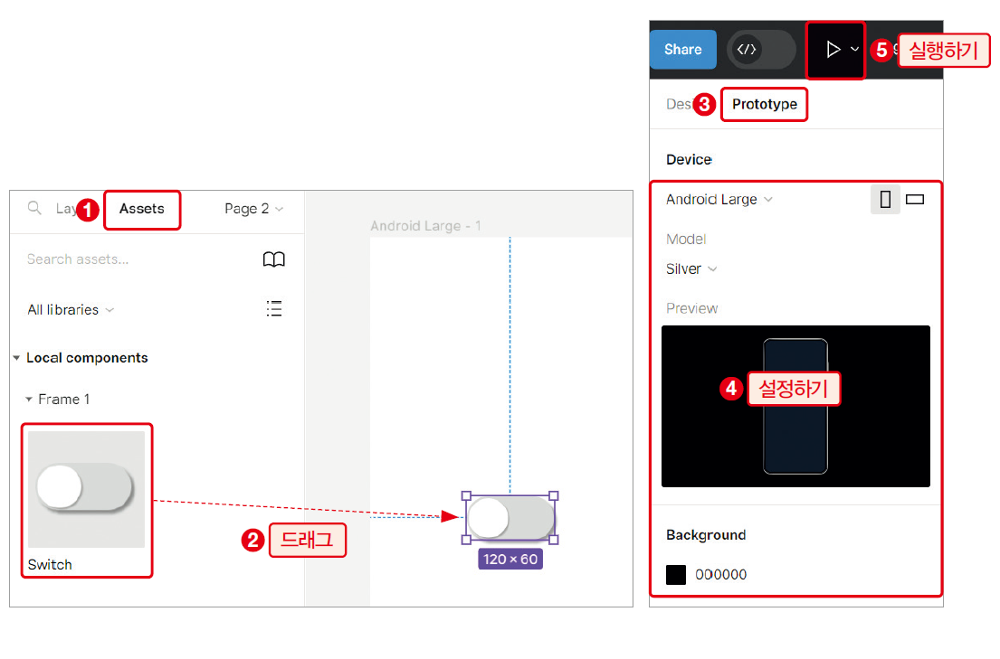 Lay
1
Assets
Page 2
Search assets...
All libraries
Local components
Frame 1
Switch
2 드래그
Android Large - 1
120 × 60
Share
</>
5 실행하기
Desi
3
Prototype
Device
Android Large
Model
Silver
Preview
4 설정하기
Background
000000